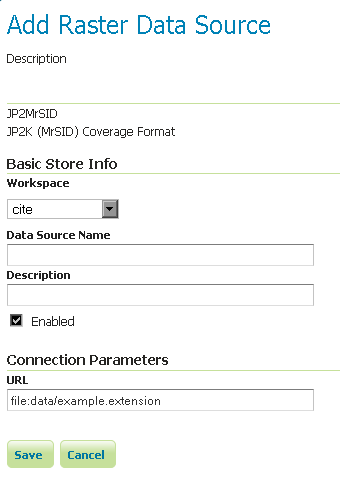 Add Raster Data Source
Description
JP2MrSID
JP2K (MrSID) Coverage Format
Basic Store Info
Workspace
cite
Data Source Name
Description
Enabled
Connection Parameters
URL
file:data/example.extension
Save Cancel